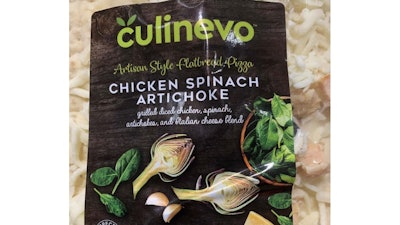 culinevo
Artisan Style Flatbread Pizza
CHICKEN SPINACH
ARTICHOKE
grilled diced chicken, spinach,
artichokes, and italian cheese blend